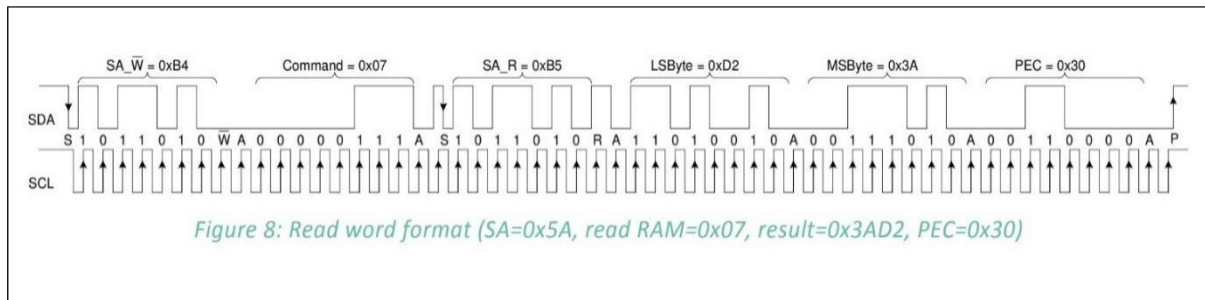 SA_W̅ = 0xB4 Command = 0x07 SA_R = 0xB5 LSByte = 0xD2 MSByte = 0x3A PEC = 0x30
SDA
S 1 0 1 1 0 1 0 W̅ A 0 0 0 0 0 1 1 1 A S 1 0 1 1 0 1 0 R A 1 1 0 1 0 0 1 0 A 0 0 1 1 1 0 1 0 A 0 0 1 1 0 0 0 0 A P
SCL
Figure 8: Read word format (SA=0x5A, read RAM=0x07, result=0x3AD2, PEC=0x30)